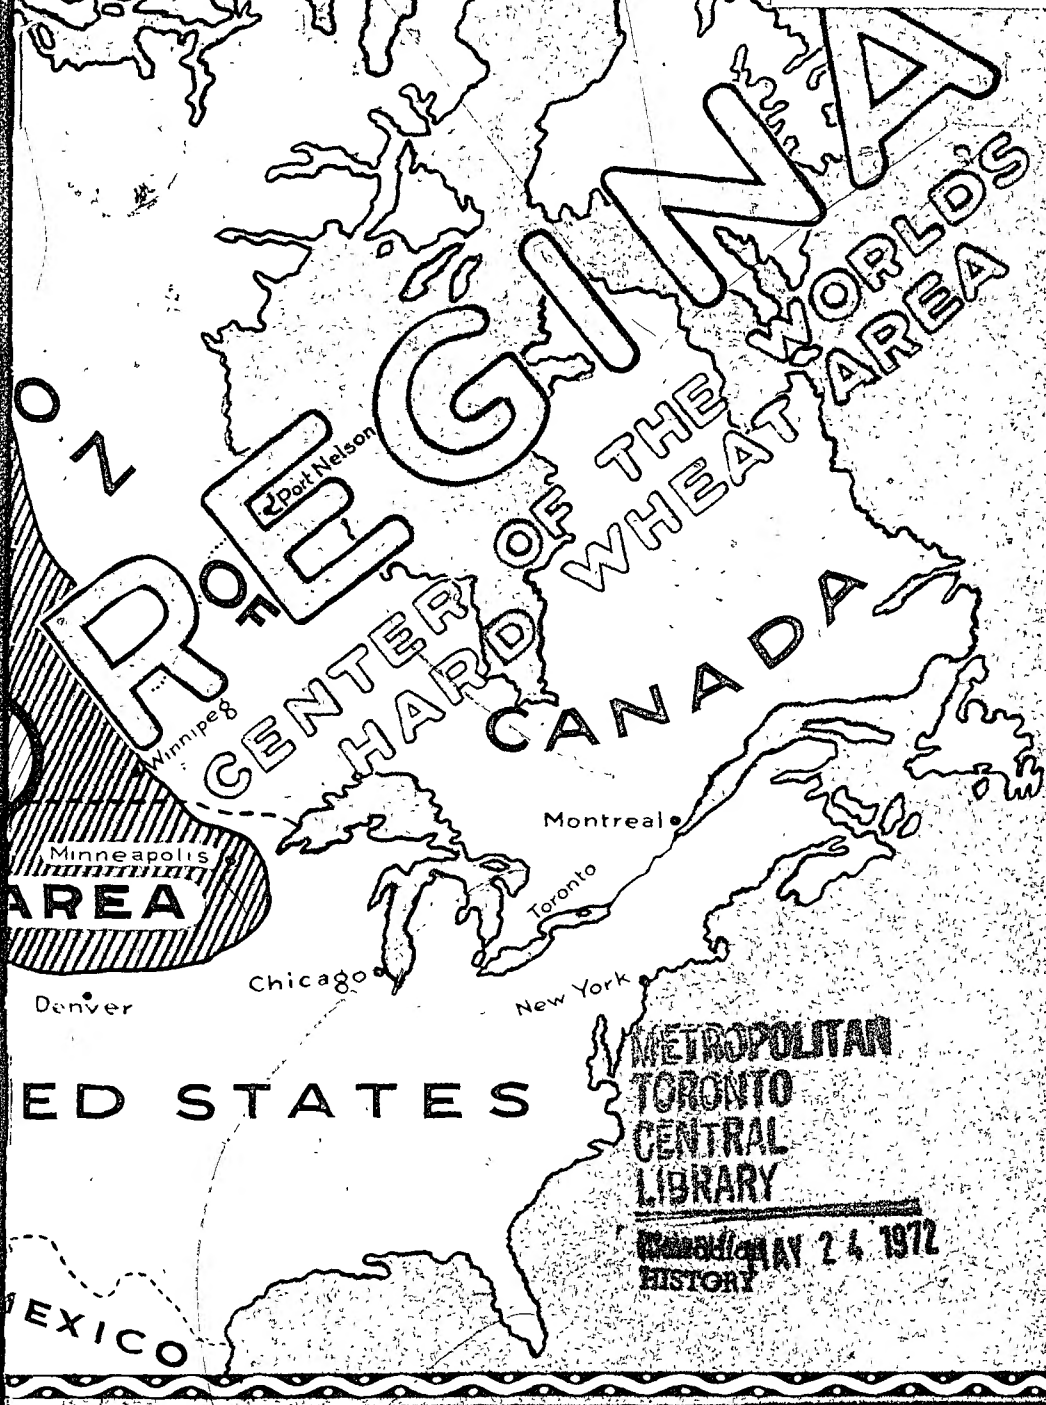 REGINA
CENTER OF THE WORLD'S
HARD WHEAT AREA
ON
OF
Port Nelson
Winnipeg
CANADA
Montreal
Minneapolis
AREA
Toronto
Chicago
New York
Denver
ED STATES
EXICO
METROPOLITAN
TORONTO
CENTRAL
LIBRARY
MAY 24 1972
HISTORY